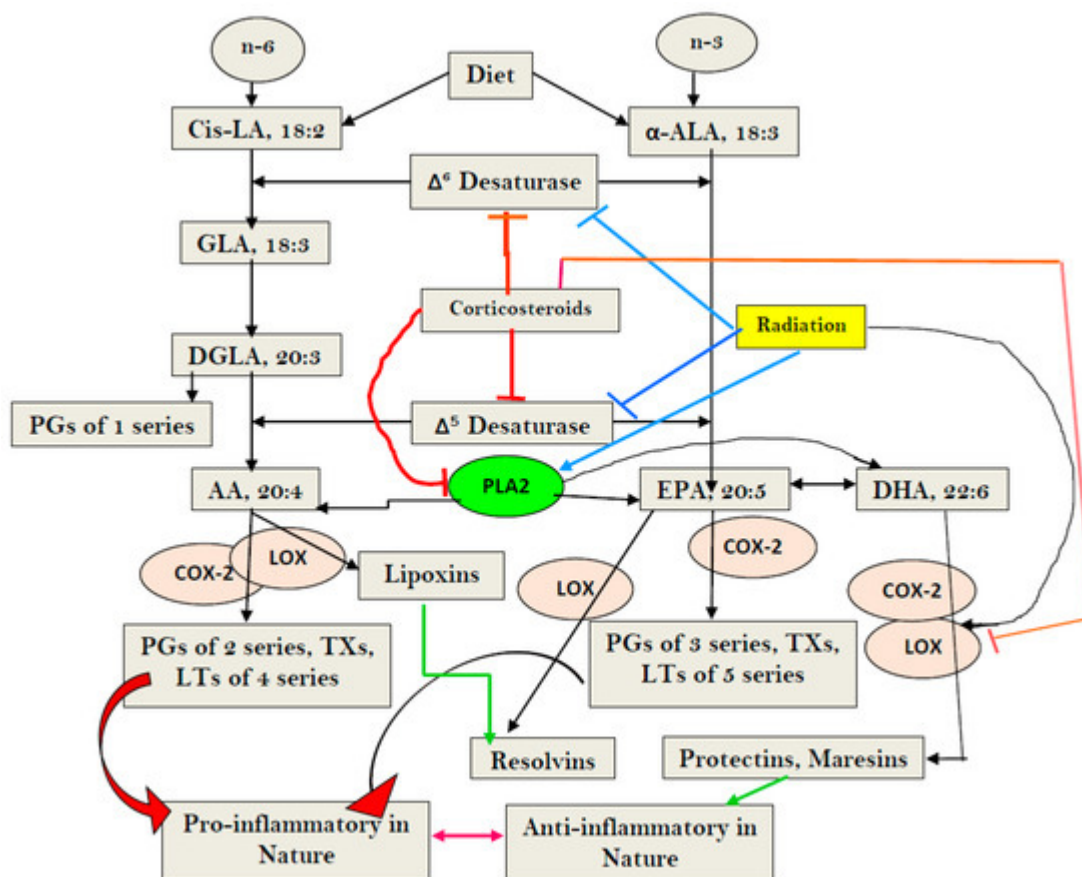 n-6
n-3
Diet
Cis-LA, 18:2
α-ALA, 18:3
Δ⁶ Desaturase
GLA, 18:3
Corticosteroids
Radiation
DGLA, 20:3
PGs of 1 series
Δ⁵ Desaturase
AA, 20:4
PLA2
EPA, 20:5
DHA, 22:6
COX-2
LOX
Lipoxins
LOX
COX-2
COX-2
LOX
PGs of 2 series, TXs,
LTs of 4 series
PGs of 3 series, TXs,
LTs of 5 series
Resolvins
Protectins, Maresins
Pro-inflammatory in
Nature
Anti-inflammatory in
Nature